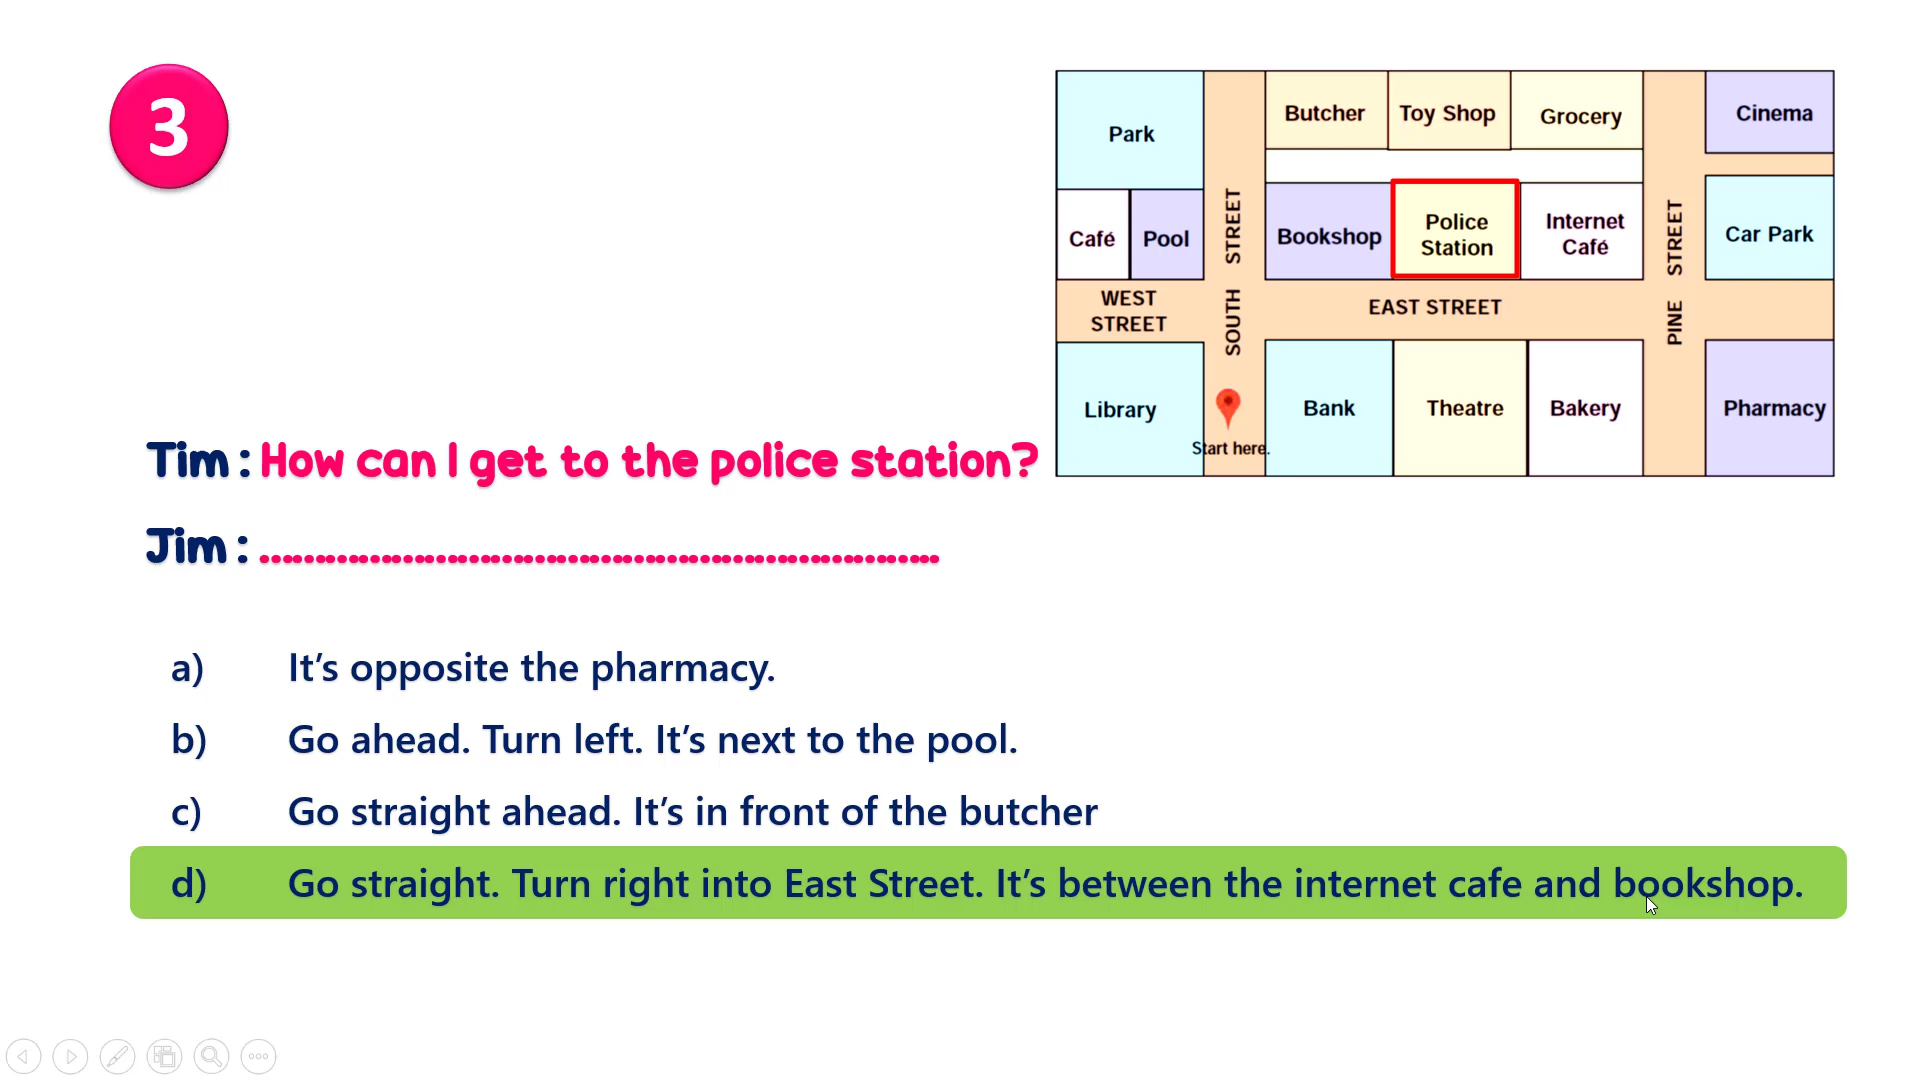 3
Park
Butcher
Toy Shop
Grocery
Cinema
Café
Pool
SOUTH STREET
Bookshop
Police
Station
Internet
Café
PINE STREET
Car Park
WEST
STREET
EAST STREET
Library
Start here.
Bank
Theatre
Bakery
Pharmacy
Tim : How can I get to the police station?
Jim : ..............................................................
a) It’s opposite the pharmacy.
b) Go ahead. Turn left. It’s next to the pool.
c) Go straight ahead. It’s in front of the butcher
d) Go straight. Turn right into East Street. It’s between the internet cafe and bookshop.